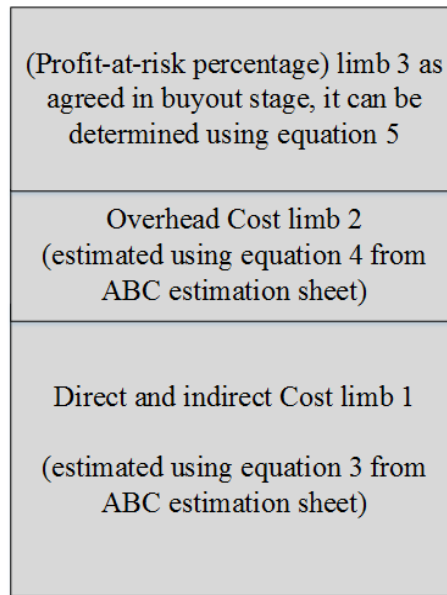 (Profit-at-risk percentage) limb 3 as
agreed in buyout stage, it can be
determined using equation 5
Overhead Cost limb 2
(estimated using equation 4 from
ABC estimation sheet)
Direct and indirect Cost limb 1
(estimated using equation 3 from
ABC estimation sheet)